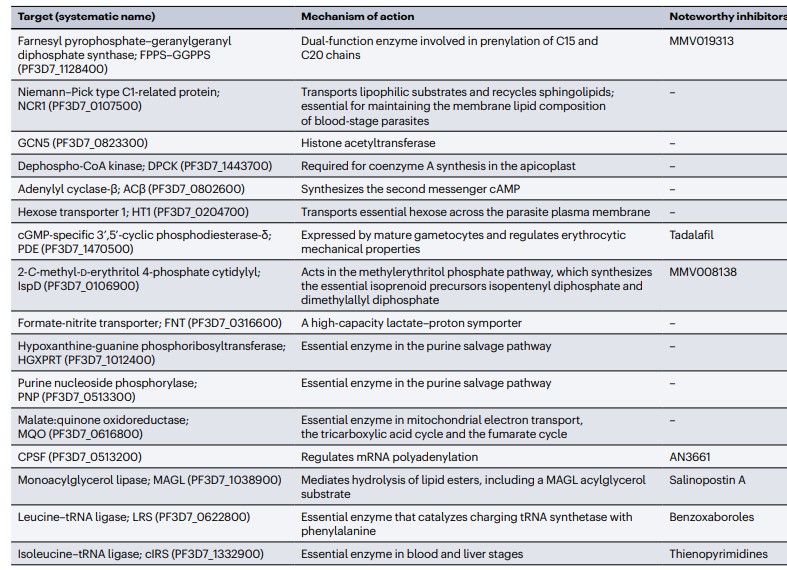 Target (systematic name) Mechanism of action Noteworthy inhibitors
Farnesyl pyrophosphate–geranylgeranyl Dual-function enzyme involved in prenylation of C15 and MMV019313
diphosphate synthase; FPPS–GGPPS C20 chains
(PF3D7_1128400)
Niemann–Pick type C1-related protein; Transports lipophilic substrates and recycles sphingolipids; –
NCR1 (PF3D7_0107500) essential for maintaining the membrane lipid composition
of blood-stage parasites
GCN5 (PF3D7_0823300) Histone acetyltransferase –
Dephospho-CoA kinase; DPCK (PF3D7_1443700) Required for coenzyme A synthesis in the apicoplast –
Adenylyl cyclase-β; ACβ (PF3D7_0802600) Synthesizes the second messenger cAMP –
Hexose transporter 1; HT1 (PF3D7_0204700) Transports essential hexose across the parasite plasma membrane –
cGMP-specific 3′,5′-cyclic phosphodiesterase-δ; Expressed by mature gametocytes and regulates erythrocytic Tadalafil
PDE (PF3D7_1470500) mechanical properties
2-C-methyl-D-erythritol 4-phosphate cytidylyl; Acts in the methylerythritol phosphate pathway, which synthesizes MMV008138
IspD (PF3D7_0106900) the essential isoprenoid precursors isopentenyl diphosphate and
dimethylallyl diphosphate
Formate-nitrite transporter; FNT (PF3D7_0316600) A high-capacity lactate–proton symporter –
Hypoxanthine-guanine phosphoribosyltransferase; Essential enzyme in the purine salvage pathway –
HGXPRT (PF3D7_1012400)
Purine nucleoside phosphorylase; Essential enzyme in the purine salvage pathway –
PNP (PF3D7_0513300)
Malate:quinone oxidoreductase; Essential enzyme in mitochondrial electron transport, –
MQO (PF3D7_0616800) the tricarboxylic acid cycle and the fumarate cycle
CPSF (PF3D7_0513200) Regulates mRNA polyadenylation AN3661
Monoacylglycerol lipase; MAGL (PF3D7_1038900) Mediates hydrolysis of lipid esters, including a MAGL acylglycerol Salinopostin A
substrate
Leucine–tRNA ligase; LRS (PF3D7_0622800) Essential enzyme that catalyzes charging tRNA synthetase with Benzoxaboroles
phenylalanine
Isoleucine–tRNA ligase; cIRS (PF3D7_1332900) Essential enzyme in blood and liver stages Thienopyrimidines